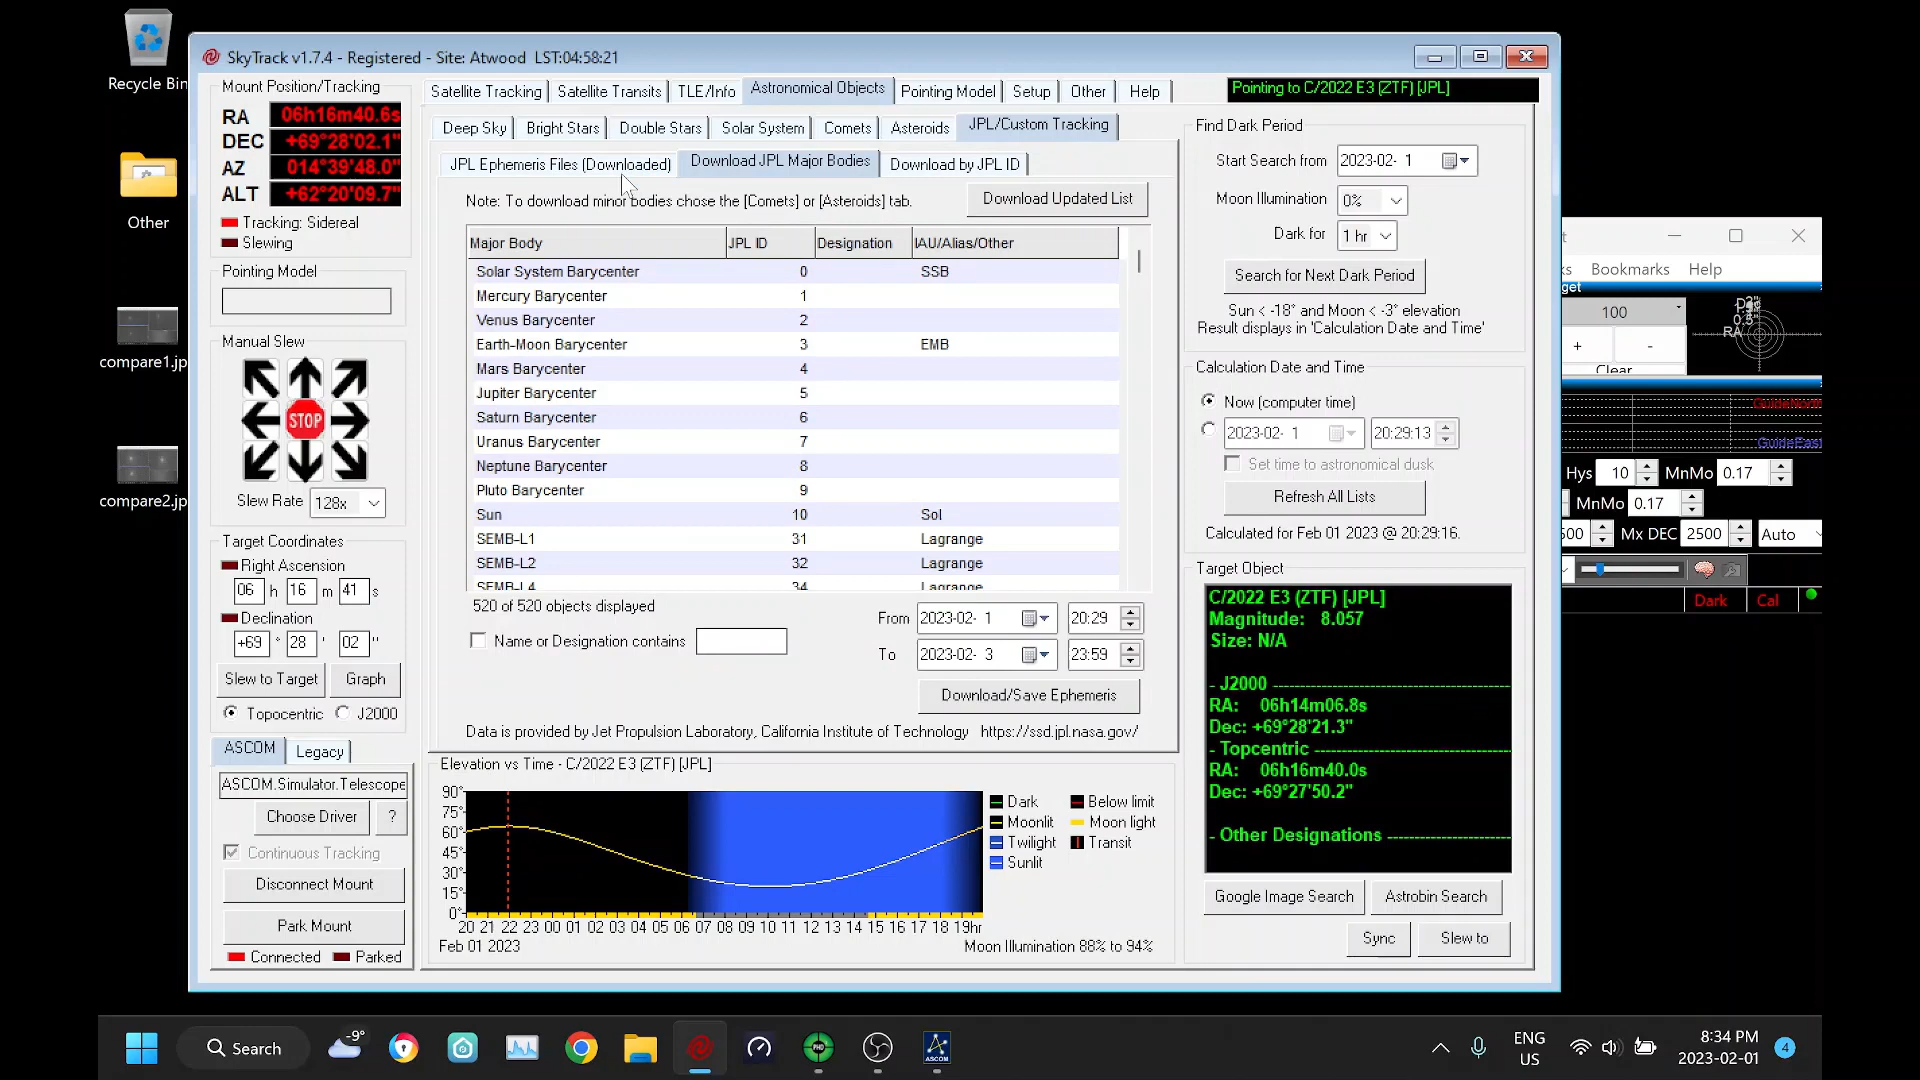 Recycle Bin
Other
compare1.jp
compare2.jp
SkyTrack v1.7.4 - Registered - Site: Atwood LST:04:58:21
Mount Position/Tracking
RA 06h16m40.6s
DEC +69°28'02.1"
AZ 014°39'48.0"
ALT +62°20'09.7"
Tracking: Sidereal
Slewing
Pointing Model
Manual Slew
STOP
Slew Rate 128x
Target Coordinates
Right Ascension
06 h 16 m 41 s
Declination
+69 ° 28 ' 02 "
Slew to Target Graph
Topocentric J2000
ASCOM Legacy
ASCOM.Simulator.Telescope
Choose Driver ?
Continuous Tracking
Disconnect Mount
Park Mount
Connected Parked
Satellite Tracking Satellite Transits TLE/Info Astronomical Objects Pointing Model Setup Other Help
Deep Sky Bright Stars Double Stars Solar System Comets Asteroids JPL/Custom Tracking
JPL Ephemeris Files (Downloaded) Download JPL Major Bodies Download by JPL ID
Note: To download minor bodies chose the [Comets] or [Asteroids] tab. Download Updated List
Major Body JPL ID Designation IAU/Alias/Other
Solar System Barycenter 0 SSB
Mercury Barycenter 1
Venus Barycenter 2
Earth-Moon Barycenter 3 EMB
Mars Barycenter 4
Jupiter Barycenter 5
Saturn Barycenter 6
Uranus Barycenter 7
Neptune Barycenter 8
Pluto Barycenter 9
Sun 10 Sol
SEMB-L1 31 Lagrange
SEMB-L2 32 Lagrange
SEMB-L4 34 Lagrange
520 of 520 objects displayed
Name or Designation contains
From 2023-02- 1 20:29
To 2023-02- 3 23:59
Download/Save Ephemeris
Data is provided by Jet Propulsion Laboratory, California Institute of Technology https://ssd.jpl.nasa.gov/
Elevation vs Time - C/2022 E3 (ZTF) [JPL]
90°
75°
60°
45°
30°
15°
0°
20 21 22 23 00 01 02 03 04 05 06 07 08 09 10 11 12 13 14 15 16 17 18 19hr
Feb 01 2023
Moon Illumination 88% to 94%
Dark Below limit
Moonlit Moon light
Twilight Transit
Sunlit
Pointing to C/2022 E3 (ZTF) [JPL]
Find Dark Period
Start Search from 2023-02- 1
Moon Illumination 0%
Dark for 1 hr
Search for Next Dark Period
Sun < -18° and Moon < -3° elevation
Result displays in 'Calculation Date and Time'
Calculation Date and Time
Now (computer time)
2023-02- 1 20:29:13
Set time to astronomical dusk
Refresh All Lists
Calculated for Feb 01 2023 @ 20:29:16.
Target Object
C/2022 E3 (ZTF) [JPL]
Magnitude: 8.057
Size: N/A
- J2000
RA: 06h14m06.8s
Dec: +69°28'21.3"
- Topcentric
RA: 06h16m40.0s
Dec: +69°27'50.2"
- Other Designations
Google Image Search Astrobin Search
Sync Slew to
t
ks Bookmarks Help
get
100
+ -
Clear
RA
GuideNorth
GuideEast
Hys 10 MnMo 0.17
MnMo 0.17
500 Mx DEC 2500 Auto
Dark Cal
Search
-9°
PHD
ASCOM
ENG
US
8:34 PM
2023-02-01
4